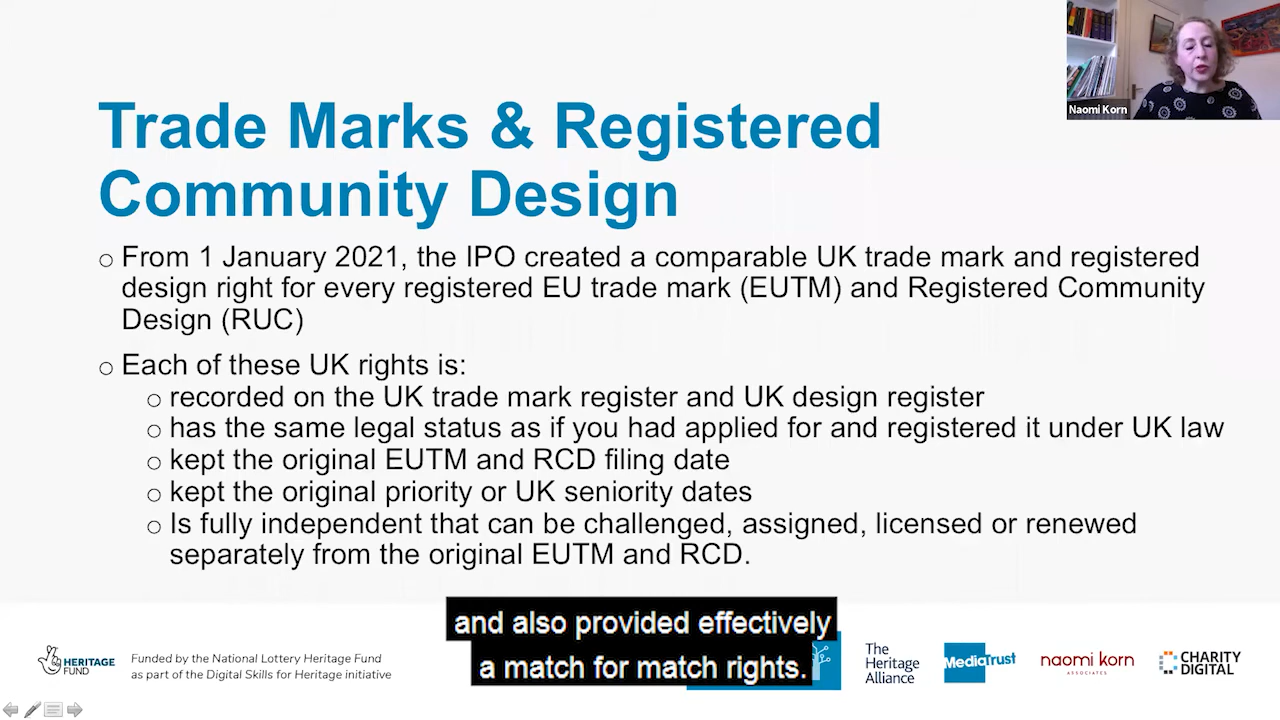 Naomi Korn
Trade Marks & Registered
Community Design
o From 1 January 2021, the IPO created a comparable UK trade mark and registered
design right for every registered EU trade mark (EUTM) and Registered Community
Design (RUC)
o Each of these UK rights is:
o recorded on the UK trade mark register and UK design register
o has the same legal status as if you had applied for and registered it under UK law
o kept the original EUTM and RCD filing date
o kept the original priority or UK seniority dates
o Is fully independent that can be challenged, assigned, licensed or renewed
separately from the original EUTM and RCD.
and also provided effectively
a match for match rights.
HERITAGE
FUND
Funded by the National Lottery Heritage Fund
as part of the Digital Skills for Heritage initiative
The
Heritage
Alliance
MediaTrust
naomi korn
ASSOCIATES
CHARITY
DIGITAL